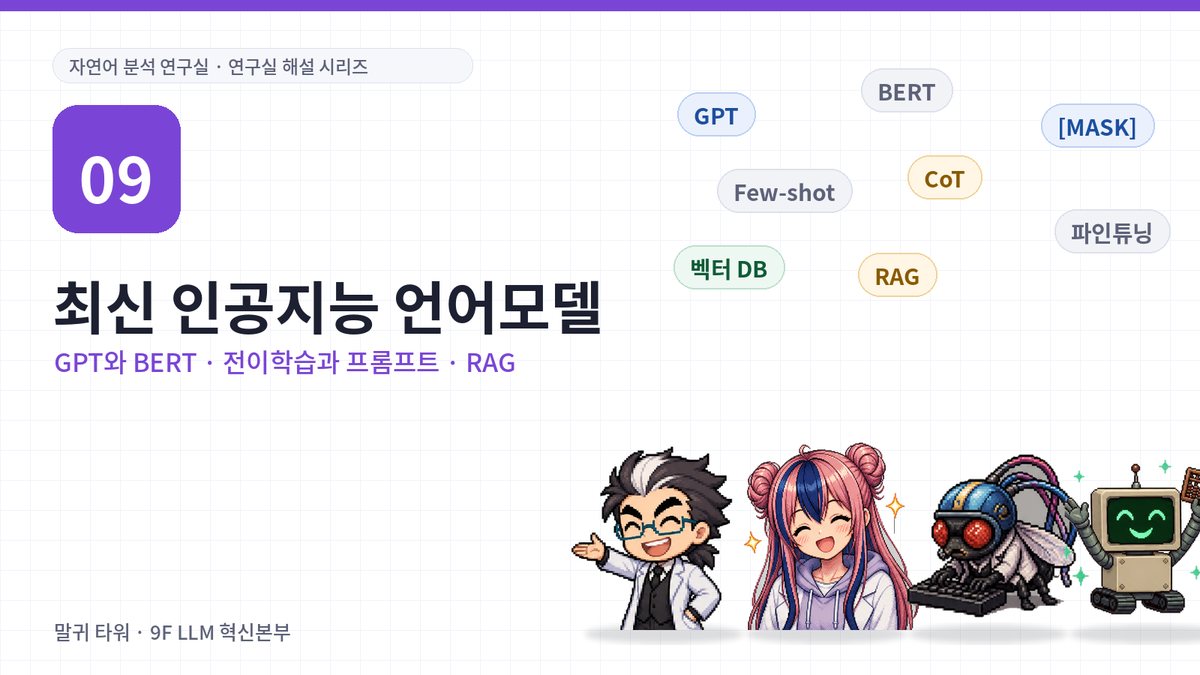 자연어 분석 연구실 · 연구실 해설 시리즈
09
최신 인공지능 언어모델
GPT와 BERT · 전이학습과 프롬프트 · RAG
GPT
BERT
[MASK]
Few-shot
CoT
파인튜닝
벡터 DB
RAG
말귀 타워 · 9F LLM 혁신본부